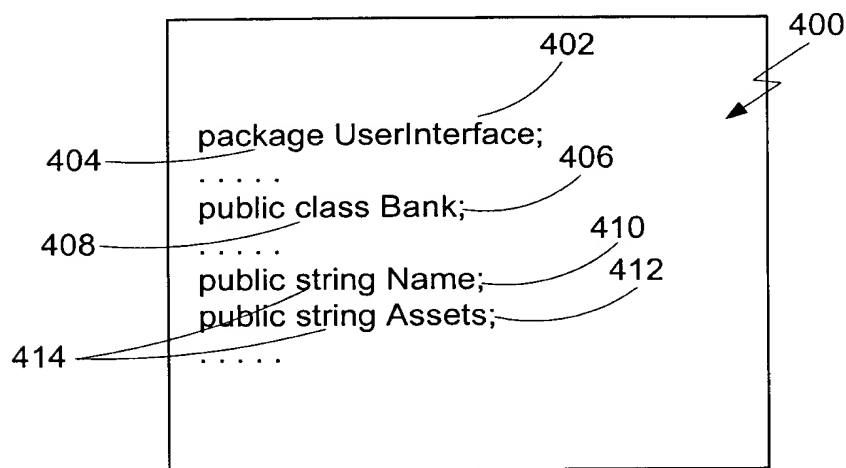 400
402
package UserInterface;
404
. . . . .
406
public class Bank;
408
. . . . .
410
public string Name;
412
public string Assets;
414
. . . . .